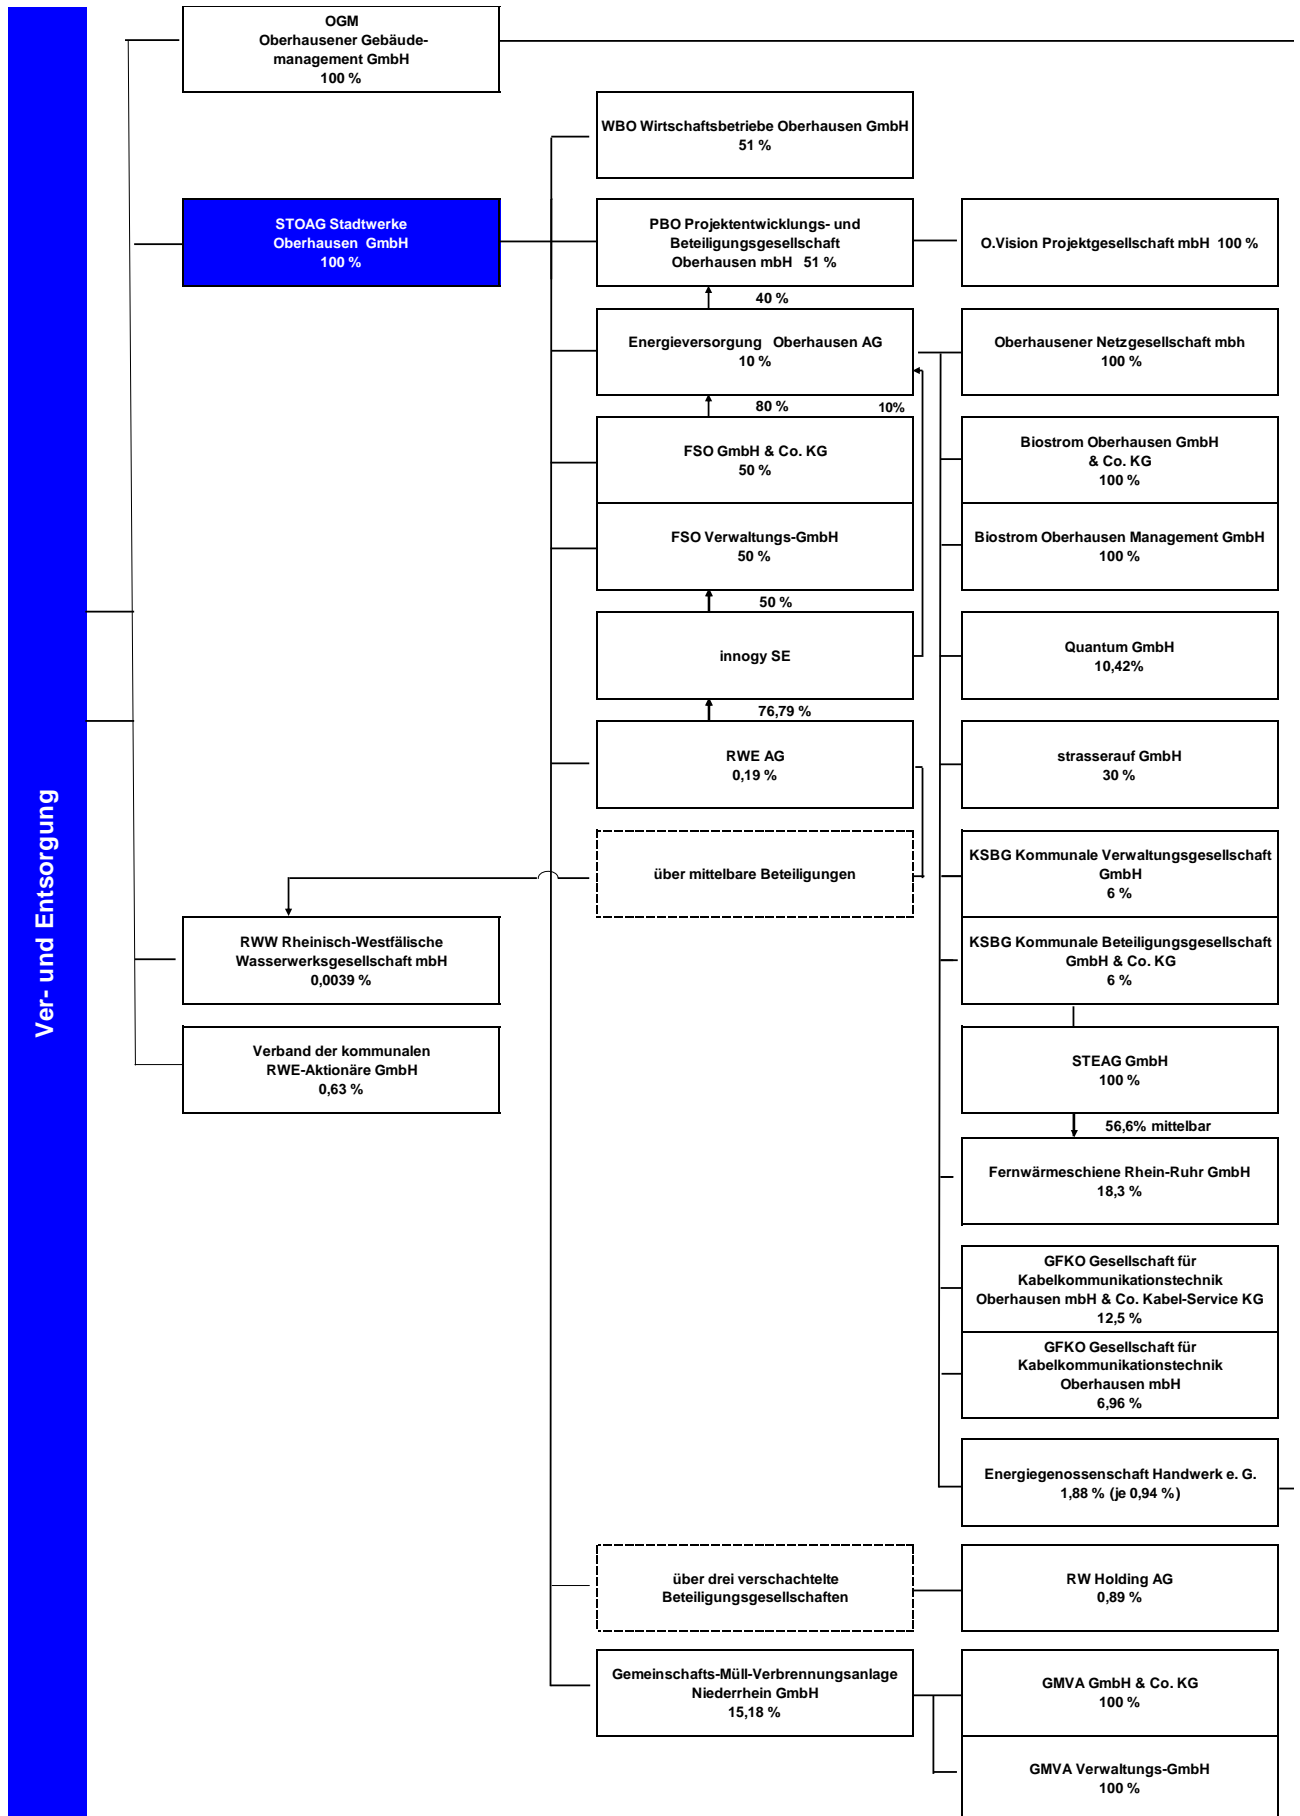 Ver- und Entsorgung
OGM
Oberhausener Gebäude-
management GmbH
100 %
WBO Wirtschaftsbetriebe Oberhausen GmbH
51 %
STOAG Stadtwerke
Oberhausen GmbH
100 %
PBO Projektentwicklungs- und
Beteiligungsgesellschaft
Oberhausen mbH 51 %
O.Vision Projektgesellschaft mbH 100 %
40 %
Energieversorgung Oberhausen AG
10 %
Oberhausener Netzgesellschaft mbh
100 %
80 %
10%
FSO GmbH & Co. KG
50 %
Biostrom Oberhausen GmbH
& Co. KG
100 %
FSO Verwaltungs-GmbH
50 %
Biostrom Oberhausen Management GmbH
100 %
50 %
innogy SE
Quantum GmbH
10,42%
76,79 %
RWE AG
0,19 %
strasserauf GmbH
30 %
über mittelbare Beteiligungen
KSBG Kommunale Verwaltungsgesellschaft
GmbH
6 %
RWW Rheinisch-Westfälische
Wasserwerksgesellschaft mbH
0,0039 %
KSBG Kommunale Beteiligungsgesellschaft
GmbH & Co. KG
6 %
Verband der kommunalen
RWE-Aktionäre GmbH
0,63 %
STEAG GmbH
100 %
56,6% mittelbar
Fernwärmeschiene Rhein-Ruhr GmbH
18,3 %
GFKO Gesellschaft für
Kabelkommunikationstechnik
Oberhausen mbH & Co. Kabel-Service KG
12,5 %
GFKO Gesellschaft für
Kabelkommunikationstechnik
Oberhausen mbH
6,96 %
Energiegenossenschaft Handwerk e. G.
1,88 % (je 0,94 %)
über drei verschachtelte
Beteiligungsgesellschaften
RW Holding AG
0,89 %
Gemeinschafts-Müll-Verbrennungsanlage
Niederrhein GmbH
15,18 %
GMVA GmbH & Co. KG
100 %
GMVA Verwaltungs-GmbH
100 %